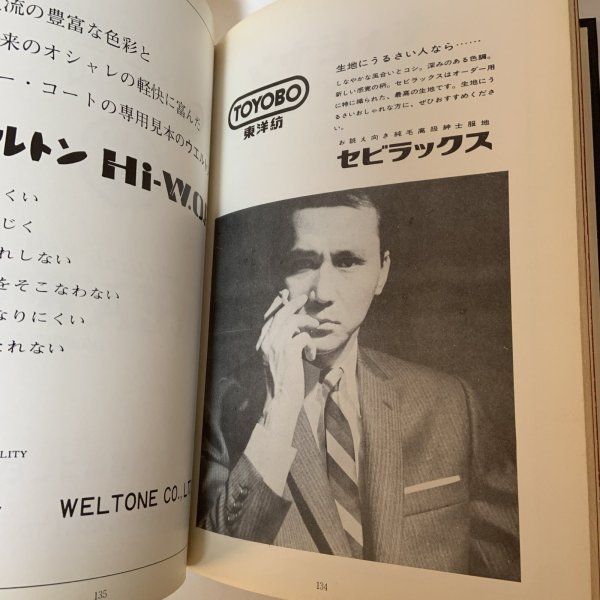 流の豊富な色彩と
来のオシャレの軽快に富んだ
ー・コートの専用見本のウエル
ルトン Hi-W.O
くい
じく
れしない
をそこなわない
なりにくい
れない
LITY
WELTONE CO.,LT
135
TOYOBO
東洋紡
生地にうるさい人なら……
しなやかな風合いとコシ。深みのある色調。
新しい感覚の柄。セビラックスはオーダー用
に特に撮られた、最高の生地です。生地にう
るさいおしゃれな方に、ぜひおすすめくださ
い。
お誂え向き純毛高級紳士服地
セビラックス
134